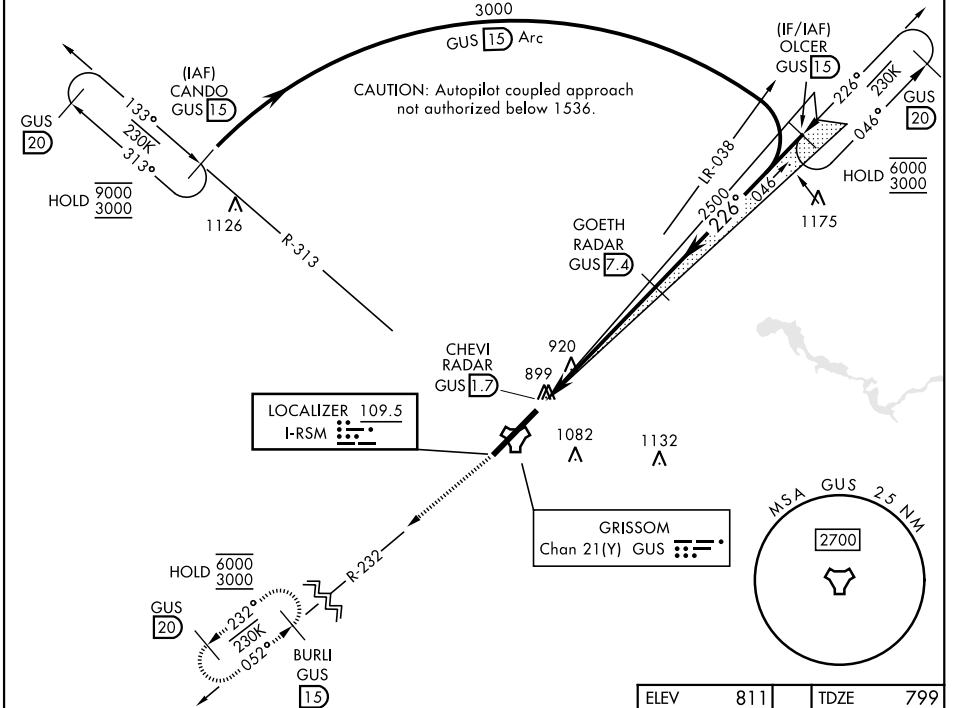 3000
GUS 15 Arc
(IAF)
CANDO
GUS 15
CAUTION: Autopilot coupled approach
not authorized below 1536.
(IF/IAF)
OLCER
GUS 15
226°
230K
046°
GUS
20
HOLD 6000
3000
GUS
20
133°
230K
313°
HOLD 9000
3000
1126
R-313
LR-038
2500
226°
046
1175
GOETH
RADAR
GUS 7.4
CHEVI
RADAR
GUS 1.7
920
899
LOCALIZER 109.5
I-RSM
1082
1132
GRISSOM
Chan 21(Y) GUS
MSA GUS 25 NM
2700
R-232
HOLD 6000
3000
GUS
20
232°
230K
052°
BURLI
GUS
15
ELEV 811
TDZE 799